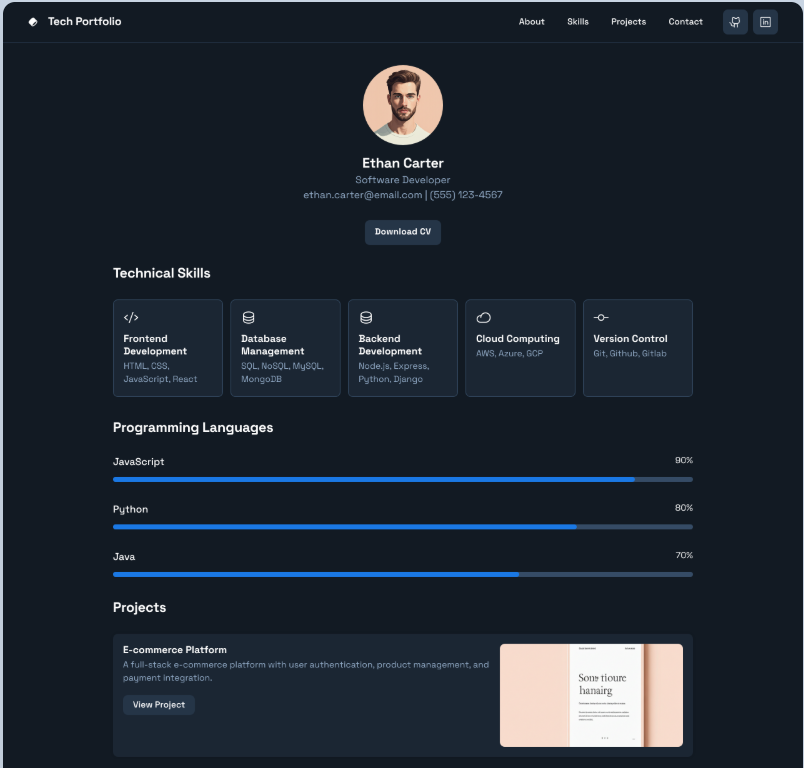 Tech Portfolio
About Skills Projects Contact
in
Ethan Carter
Software Developer
ethan.carter@email.com | (555) 123-4567
Download CV
Technical Skills
Frontend
Development
HTML, CSS,
JavaScript, React
Database
Management
SQL, NoSQL, MySQL,
MongoDB
Backend
Development
Node.js, Express,
Python, Django
Cloud Computing
AWS, Azure, GCP
Version Control
Git, Github, Gitlab
Programming Languages
JavaScript 90%
Python 80%
Java 70%
Projects
E-commerce Platform
A full-stack e-commerce platform with user authentication, product management, and
payment integration.
View Project
hanairg